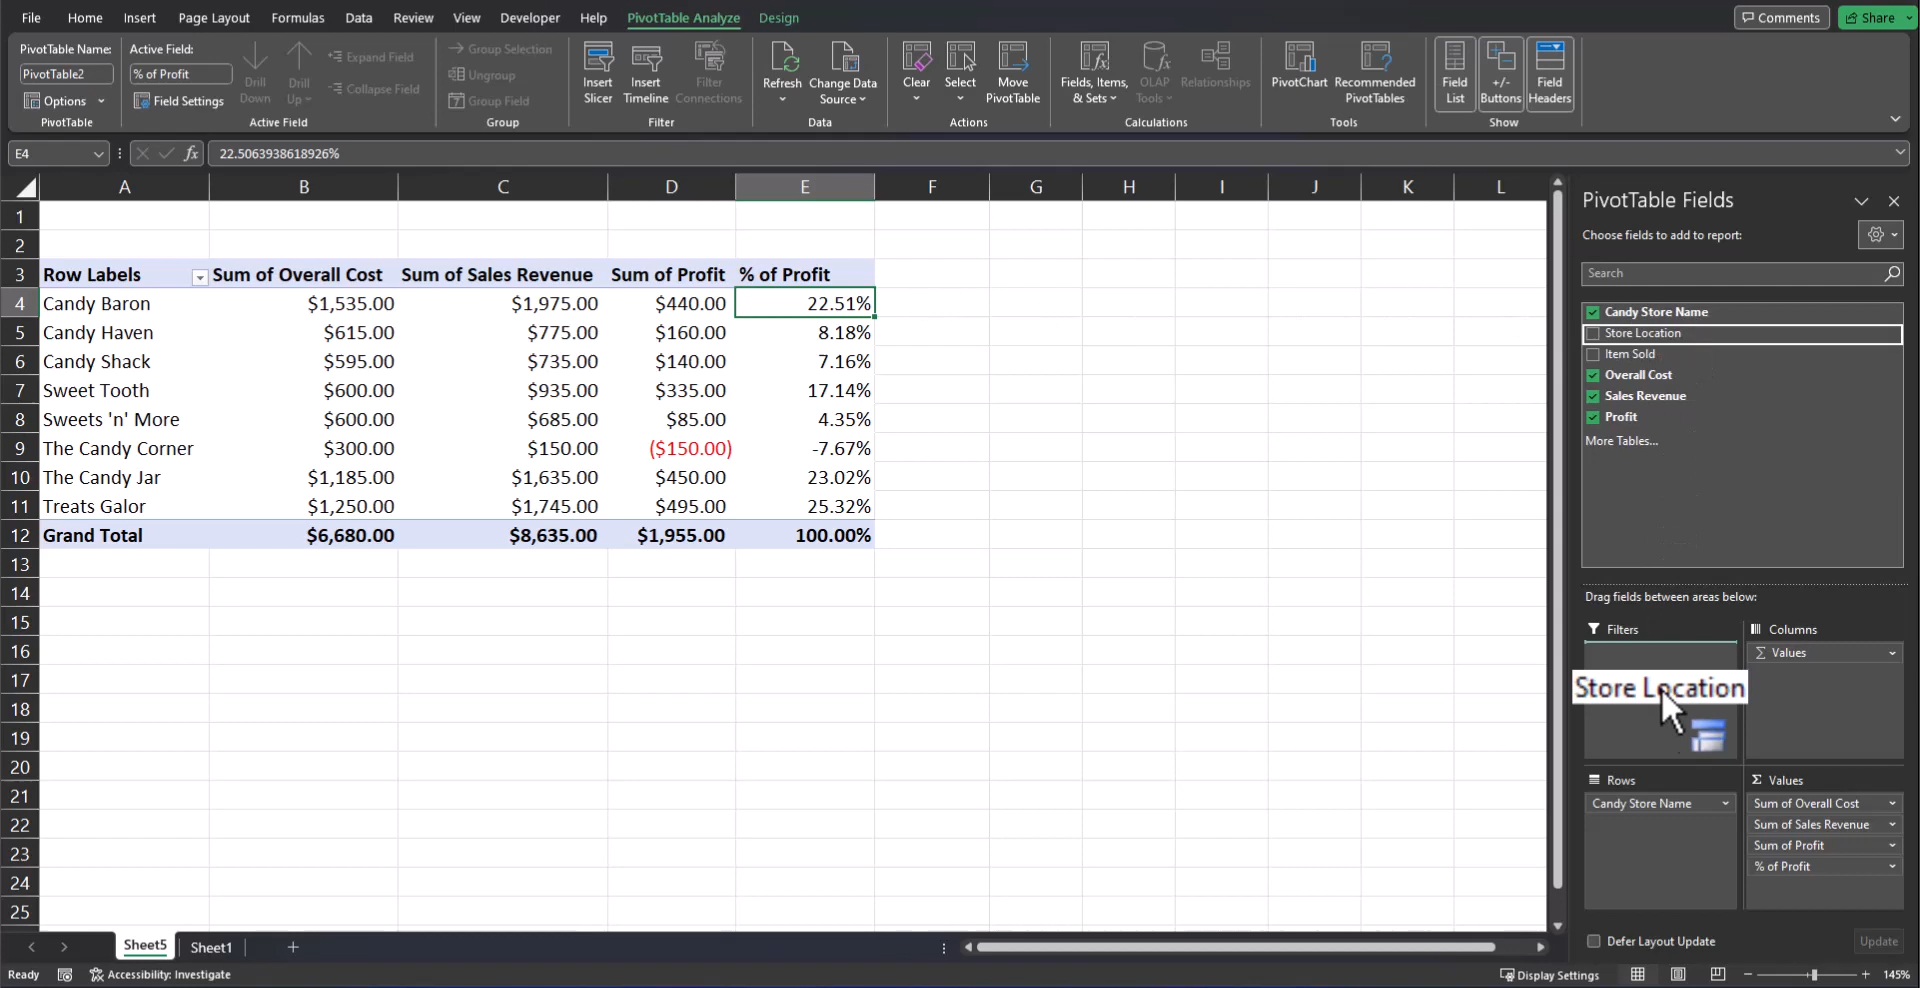 File Home Insert Page Layout Formulas Data Review View Developer Help PivotTable Analyze Design Comments Share
PivotTable Name:
PivotTable2
Options
PivotTable
Active Field:
% of Profit
Field Settings
Drill Down
Drill Up
Expand Field
Collapse Field
Active Field
Group Selection
Ungroup
Group Field
Group
Insert Slicer
Insert Timeline
Filter Connections
Filter
Refresh
Change Data Source
Data
Clear
Select
Move PivotTable
Actions
Fields, Items, & Sets
OLAP Tools
Relationships
Calculations
PivotChart
Recommended PivotTables
Tools
Field List
+/- Buttons
Field Headers
Show
E4 fx 22.5063938618926%
A B C D E F G H I J K L
1
2
3 Row Labels Sum of Overall Cost Sum of Sales Revenue Sum of Profit % of Profit
4 Candy Baron $1,535.00 $1,975.00 $440.00 22.51%
5 Candy Haven $615.00 $775.00 $160.00 8.18%
6 Candy Shack $595.00 $735.00 $140.00 7.16%
7 Sweet Tooth $600.00 $935.00 $335.00 17.14%
8 Sweets 'n' More $600.00 $685.00 $85.00 4.35%
9 The Candy Corner $300.00 $150.00 ($150.00) -7.67%
10 The Candy Jar $1,185.00 $1,635.00 $450.00 23.02%
11 Treats Galor $1,250.00 $1,745.00 $495.00 25.32%
12 Grand Total $6,680.00 $8,635.00 $1,955.00 100.00%
13
14
15
16
17
18
19
20
21
22
23
24
25
PivotTable Fields
Choose fields to add to report:
Search
Candy Store Name
Store Location
Item Sold
Overall Cost
Sales Revenue
Profit
More Tables...
Drag fields between areas below:
Filters
Store Location
Columns
Σ Values
Rows
Candy Store Name
Σ Values
Sum of Overall Cost
Sum of Sales Revenue
Sum of Profit
% of Profit
Defer Layout Update Update
Sheet5 Sheet1 +
Ready Accessibility: Investigate Display Settings - + 145%